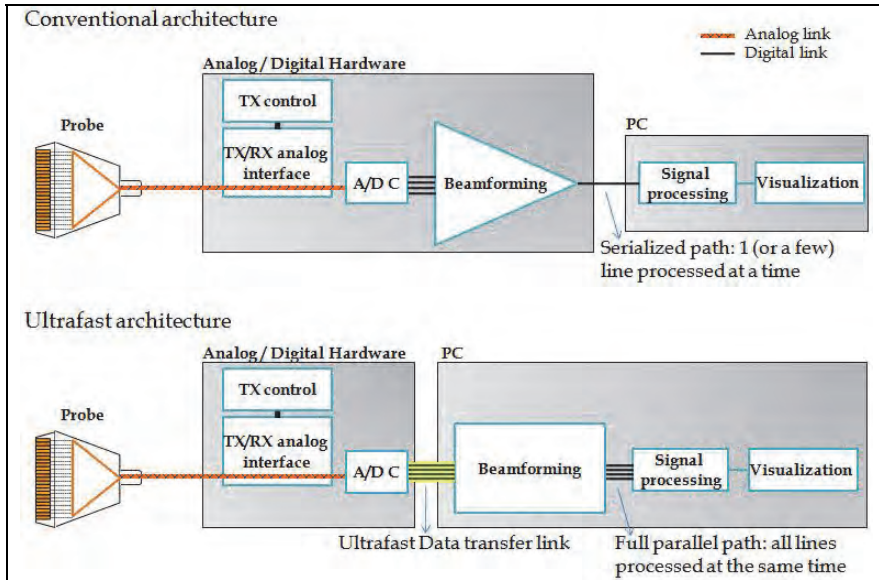 Conventional architecture
Analog link
Digital link
Analog / Digital Hardware
TX control
Probe
TX/RX analog
interface
A/D C
Beamforming
PC
Signal
processing
Visualization
Serialized path: 1 (or a few)
line processed at a time
Ultrafast architecture
Analog / Digital Hardware
PC
TX control
Probe
TX/RX analog
interface
A/D C
Beamforming
Signal
processing
Visualization
Ultrafast Data transfer link
Full parallel path: all lines
processed at the same time